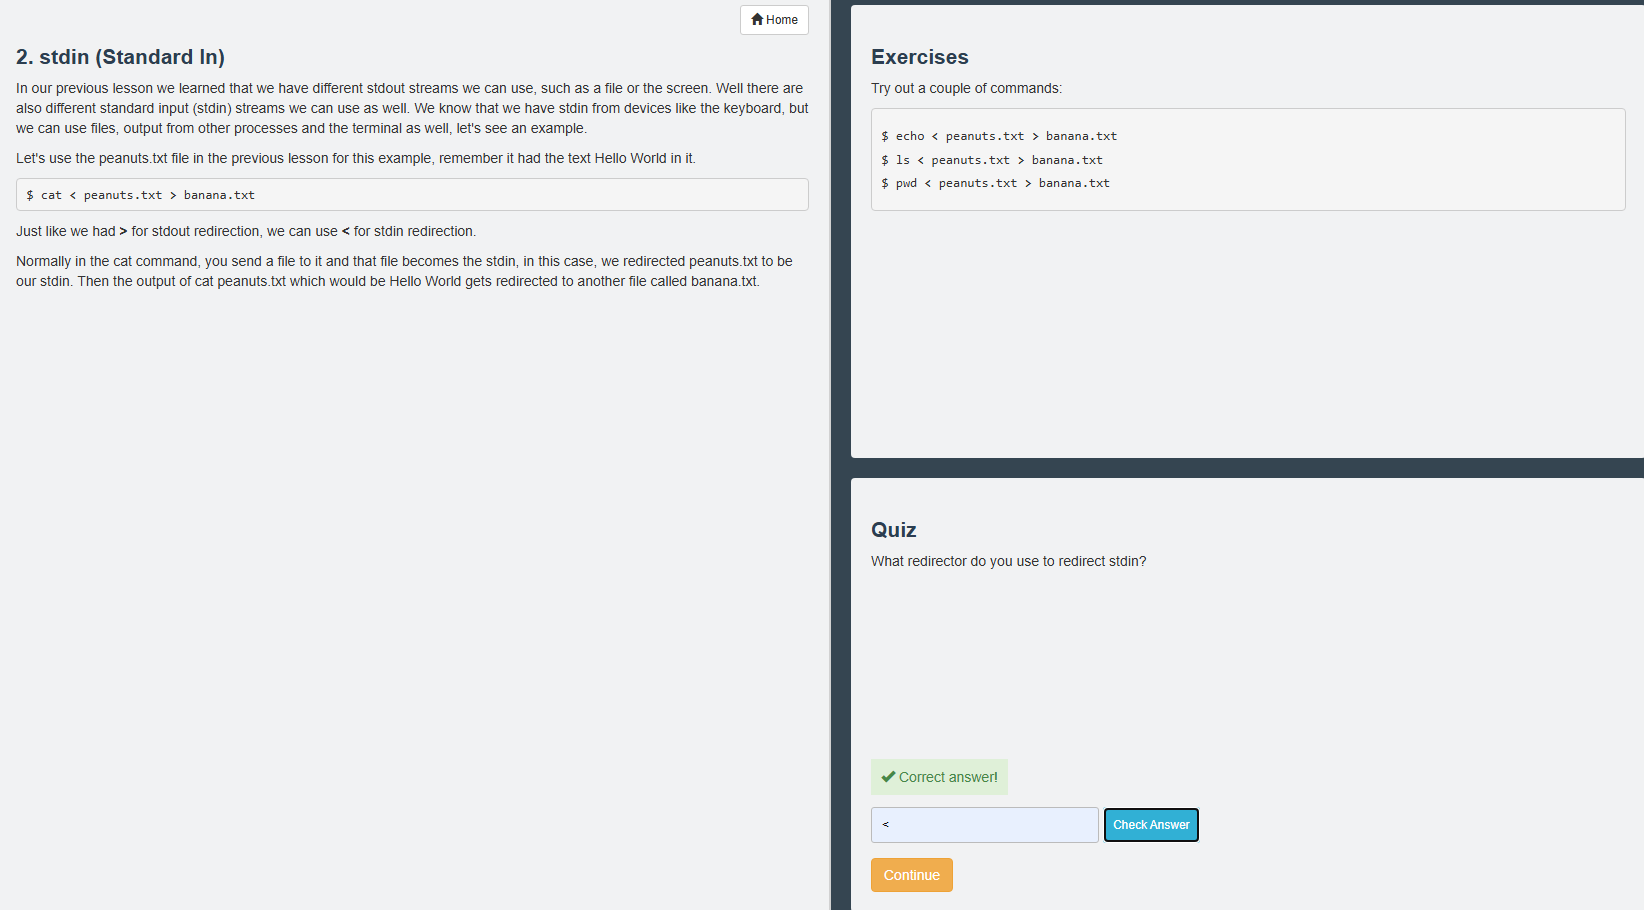 Home
2. stdin (Standard In)
In our previous lesson we learned that we have different stdout streams we can use, such as a file or the screen. Well there are
also different standard input (stdin) streams we can use as well. We know that we have stdin from devices like the keyboard, but
we can use files, output from other processes and the terminal as well, let's see an example.
Let's use the peanuts.txt file in the previous lesson for this example, remember it had the text Hello World in it.
$ cat < peanuts.txt > banana.txt
Just like we had > for stdout redirection, we can use < for stdin redirection.
Normally in the cat command, you send a file to it and that file becomes the stdin, in this case, we redirected peanuts.txt to be
our stdin. Then the output of cat peanuts.txt which would be Hello World gets redirected to another file called banana.txt.
Exercises
Try out a couple of commands:
$ echo < peanuts.txt > banana.txt
$ ls < peanuts.txt > banana.txt
$ pwd < peanuts.txt > banana.txt
Quiz
What redirector do you use to redirect stdin?
✔ Correct answer!
<
Check Answer
Continue